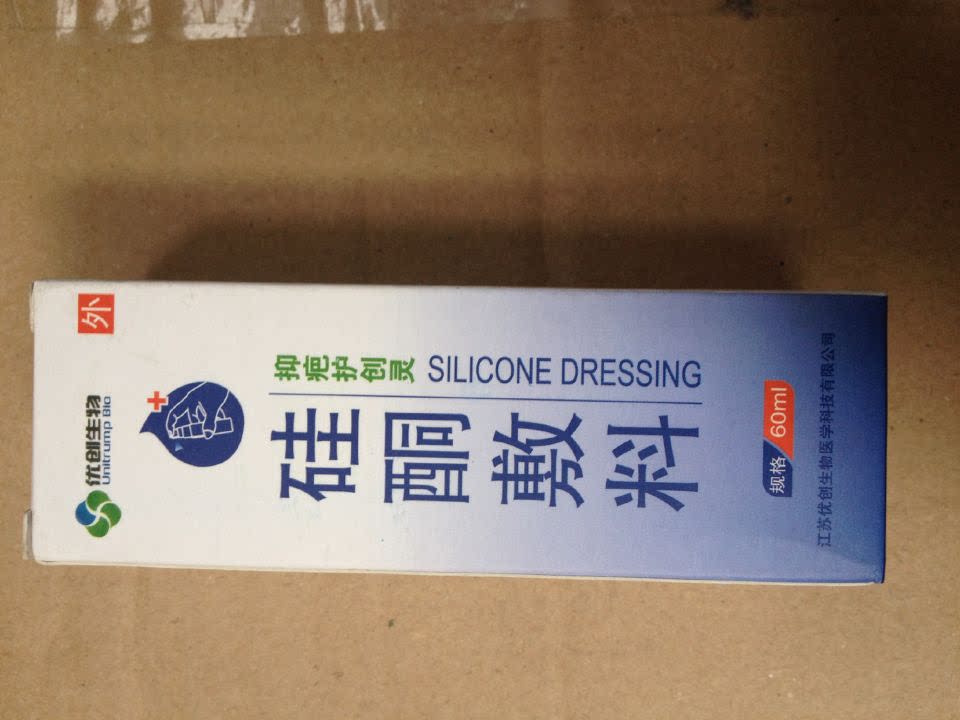 优创生物
Unitrump Bio
外
硅酮敷料
抑疤护创灵
SILICONE DRESSING
规格 60ml
江苏优创生物医学科技有限公司